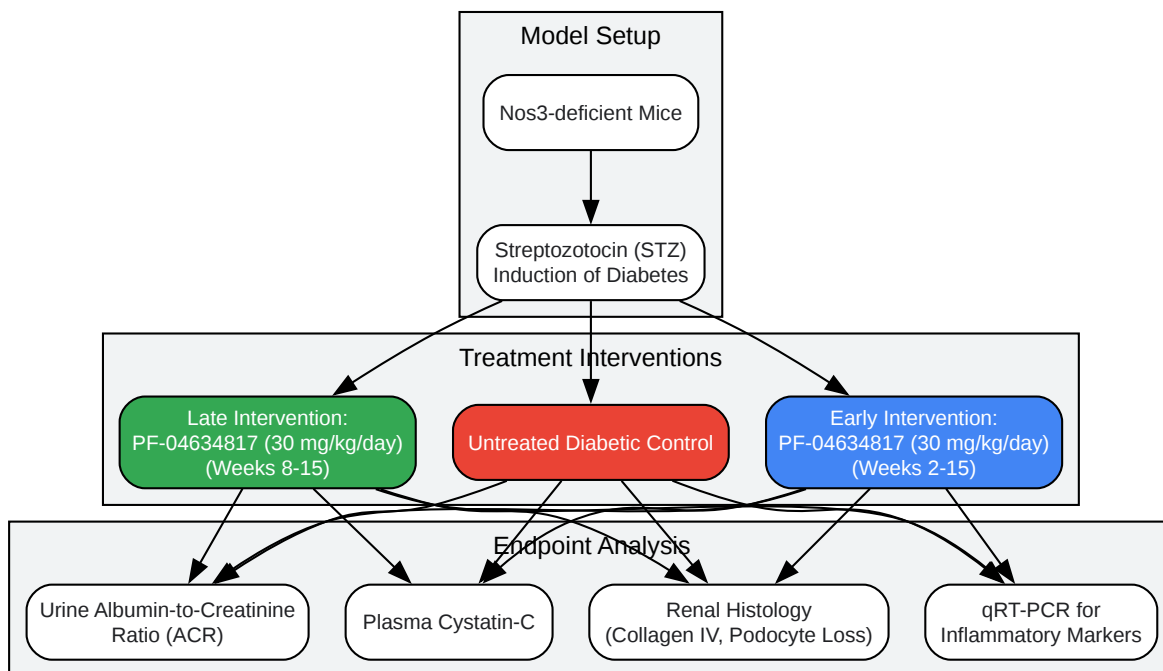 Model Setup
Nos3-deficient Mice
Streptozotocin (STZ)
Induction of Diabetes
Treatment Interventions
Late Intervention:
PF-04634817 (30 mg/kg/day)
(Weeks 8-15)
Untreated Diabetic Control
Early Intervention:
PF-04634817 (30 mg/kg/day)
(Weeks 2-15)
Endpoint Analysis
Urine Albumin-to-Creatinine
Ratio (ACR)
Plasma Cystatin-C
Renal Histology
(Collagen IV, Podocyte Loss)
qRT-PCR for
Inflammatory Markers